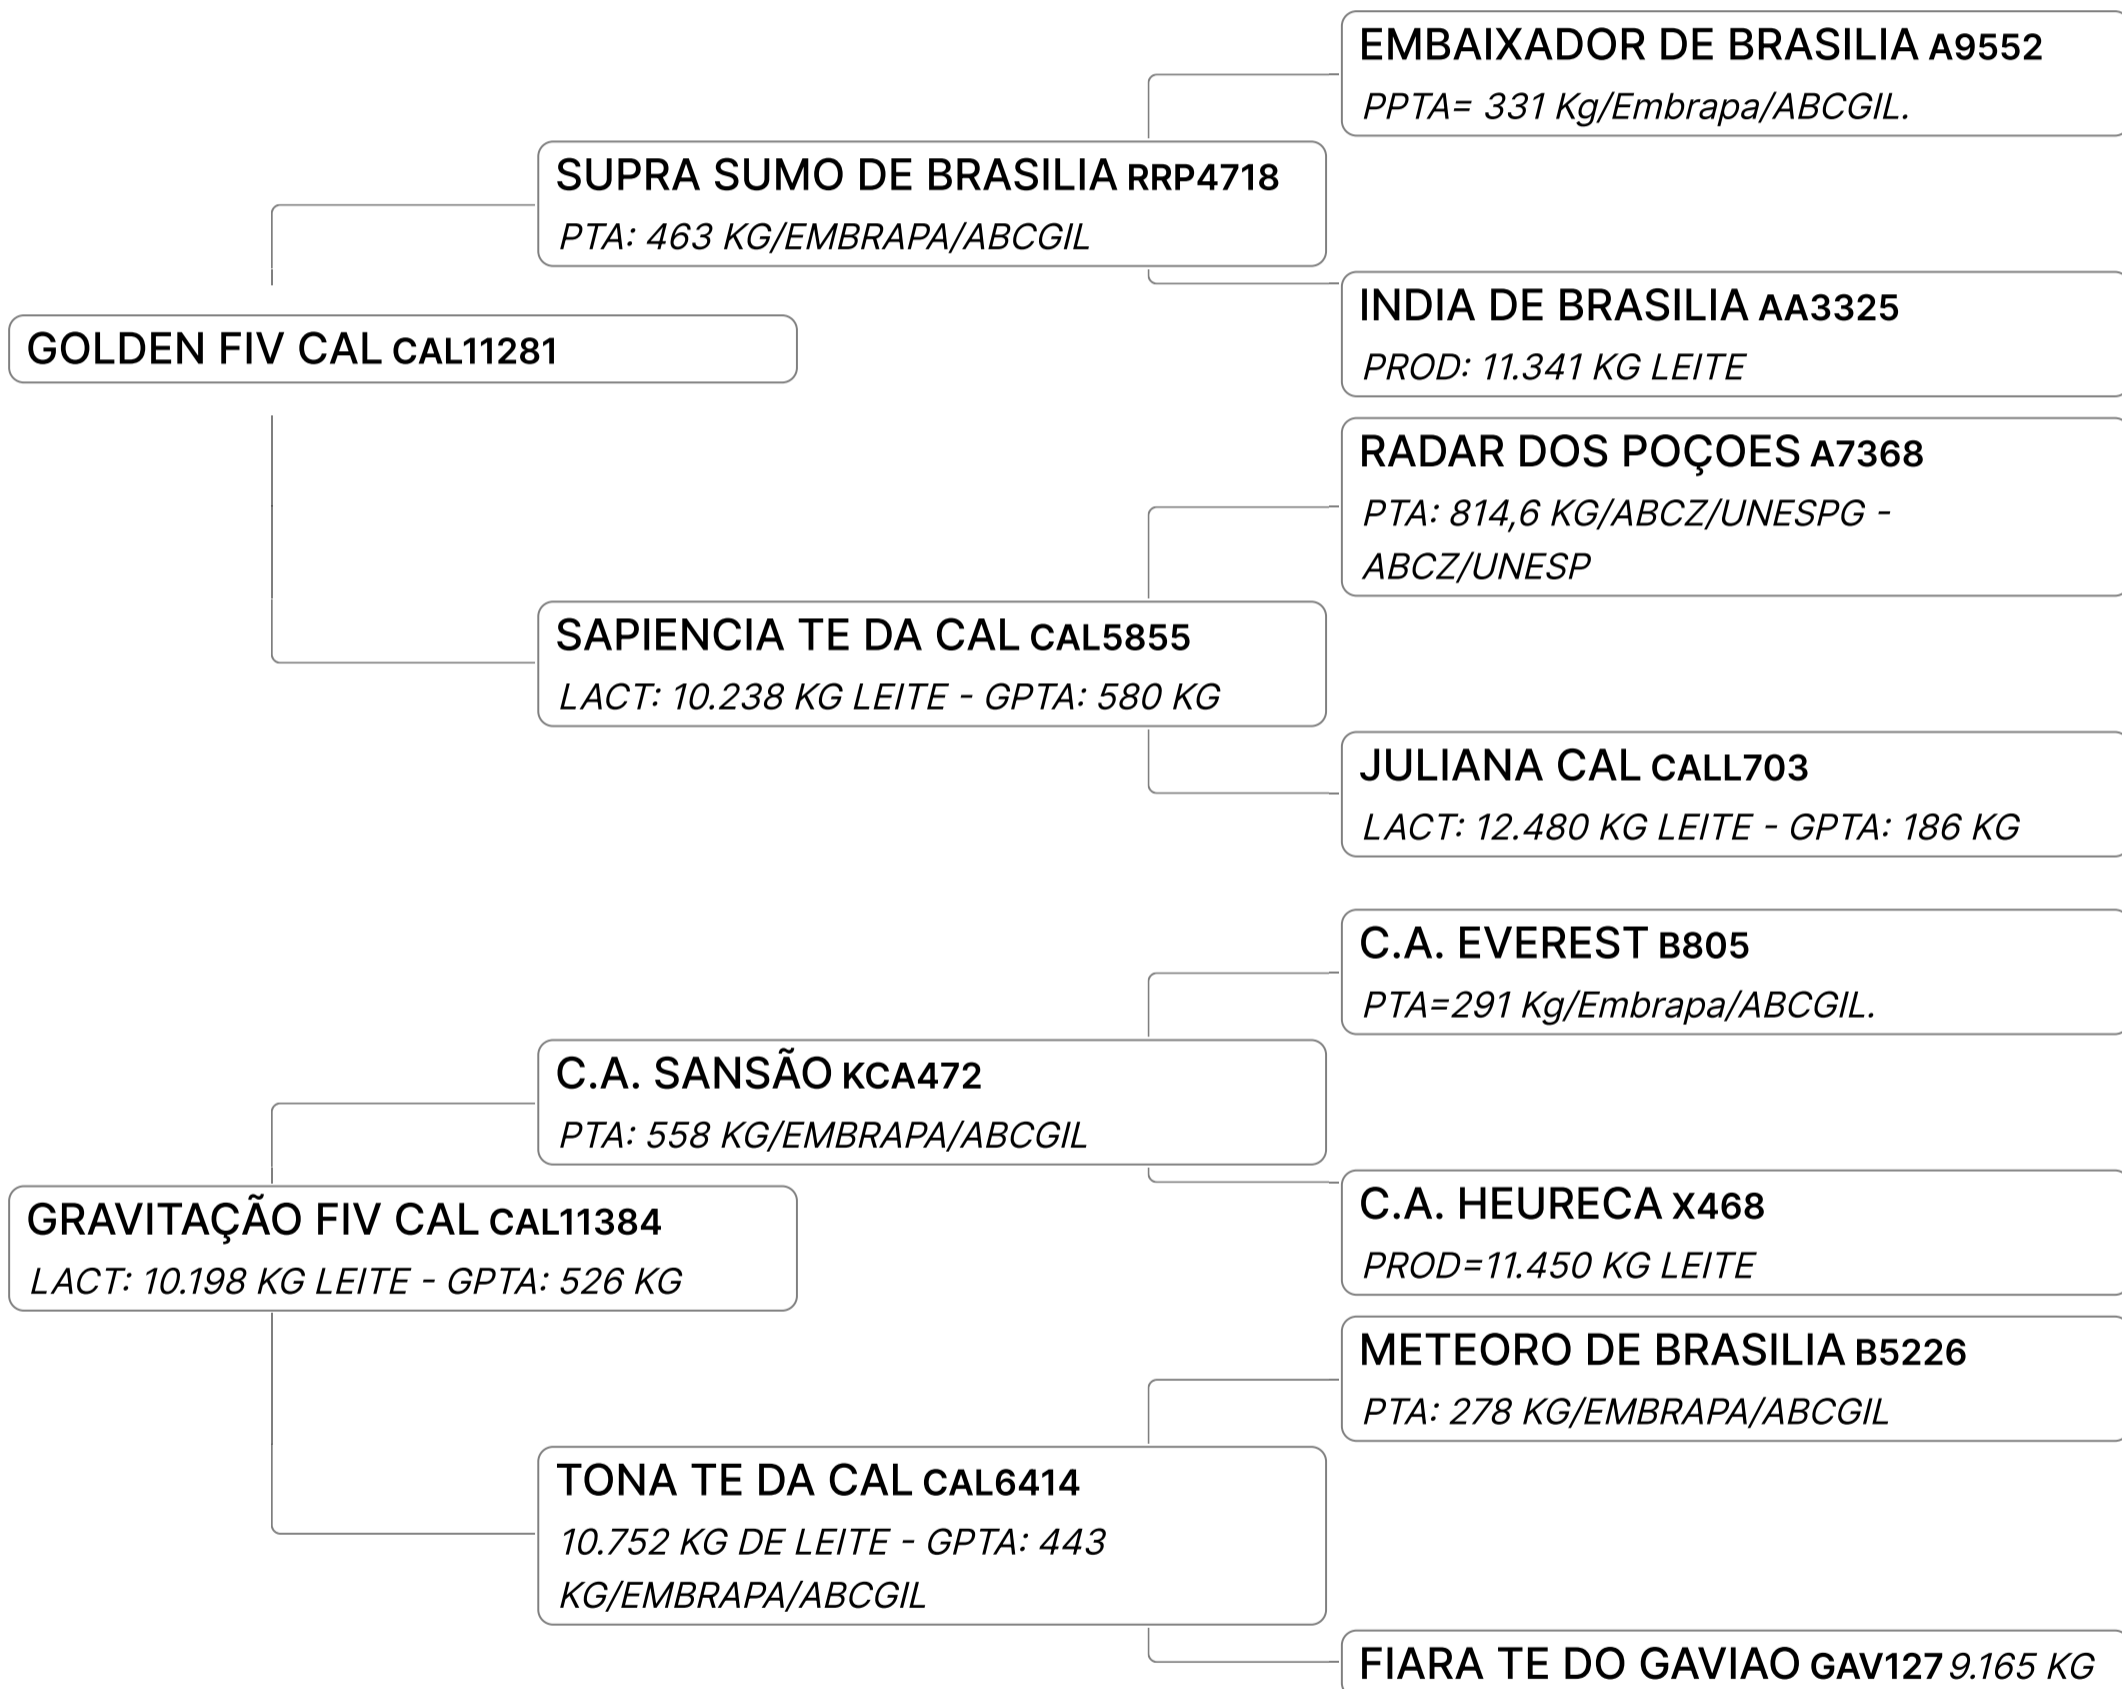 EMBAIXADOR DE BRASILIA A9552
PPTA= 331 Kg/Embrapa/ABCGIL.
SUPRA SUMO DE BRASILIA RRP4718
PTA: 463 KG/EMBRAPA/ABCGIL
INDIA DE BRASILIA AA3325
PROD: 11.341 KG LEITE
GOLDEN FIV CAL CAL11281
RADAR DOS POÇOES A7368
PTA: 814,6 KG/ABCZ/UNESPG -
ABCZ/UNESP
SAPIENCIA TE DA CAL CAL5855
LACT: 10.238 KG LEITE - GPTA: 580 KG
JULIANA CAL CALL703
LACT: 12.480 KG LEITE - GPTA: 186 KG
C.A. EVEREST B805
PTA=291 Kg/Embrapa/ABCGIL.
C.A. SANSÃO KCA472
PTA: 558 KG/EMBRAPA/ABCGIL
C.A. HEURECA X468
PROD=11.450 KG LEITE
GRAVITAÇÃO FIV CAL CAL11384
LACT: 10.198 KG LEITE - GPTA: 526 KG
METEORO DE BRASILIA B5226
PTA: 278 KG/EMBRAPA/ABCGIL
TONA TE DA CAL CAL6414
10.752 KG DE LEITE - GPTA: 443
KG/EMBRAPA/ABCGIL
FIARA TE DO GAVIAO GAV127 9.165 KG